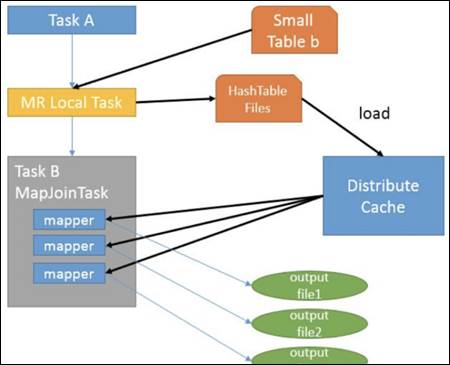 Task A
Small
Table b
MR Local Task
HashTable
Files
load
Task B
MapJoinTask
Distribute
Cache
mapper
mapper
mapper
output
file1
output
file2
output